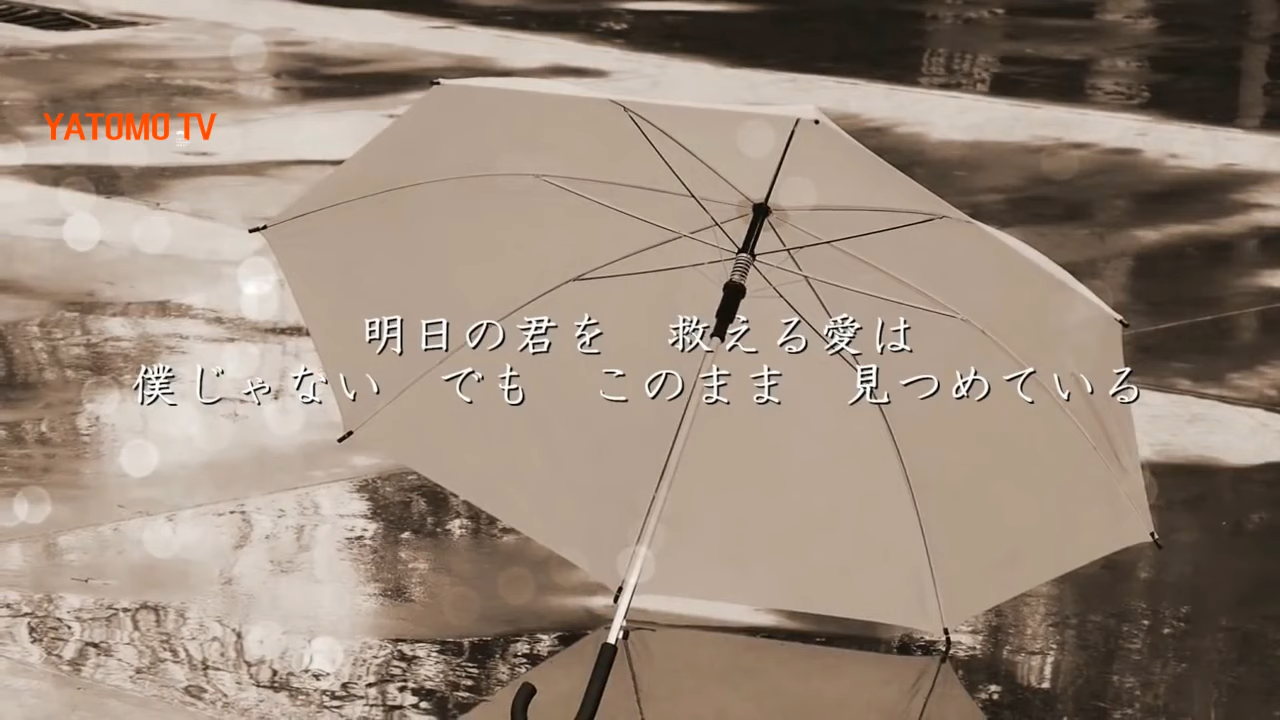 YATOMO TV
明日の君を　救える愛は
僕じゃない　でも　このまま　見つめている